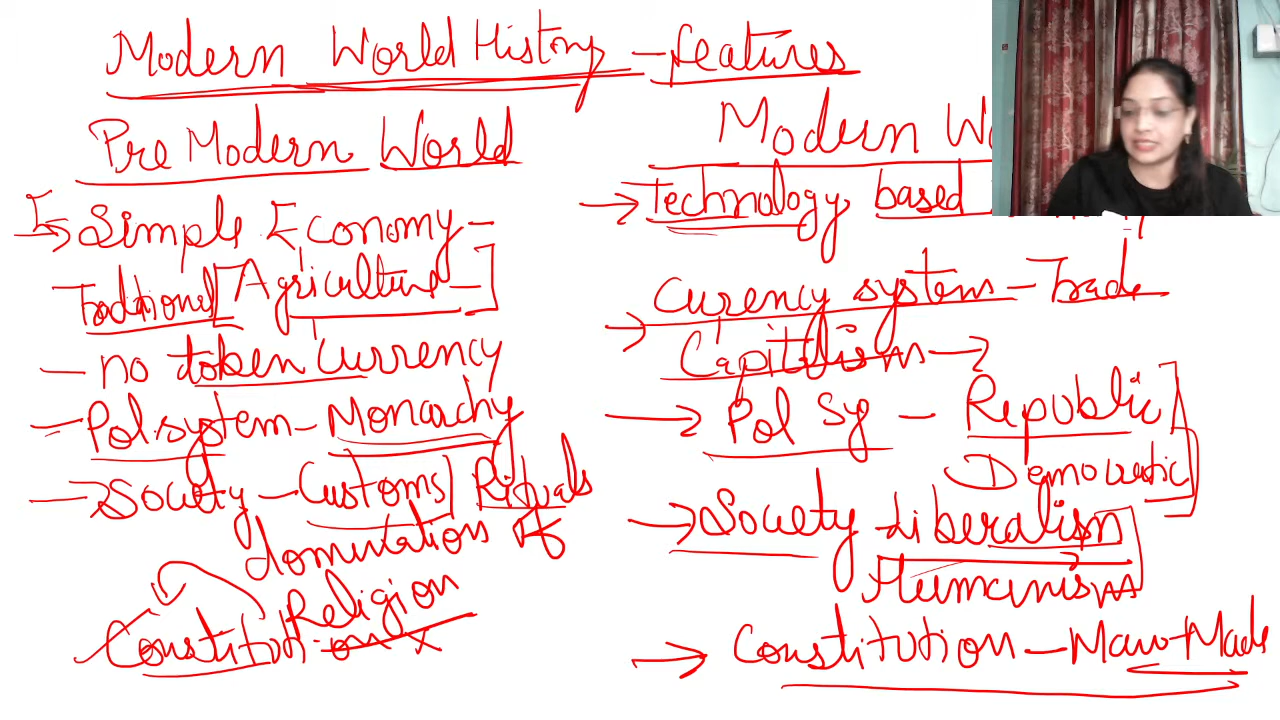 Modern World History - features
Pre Modern World
Simple Economy -
Traditional [Agriculture -]
- no token Currency
- Pol. system - Monarchy
-> Society - Customs | Rituals
domintation of
Religion
Constitution x
Modern
-> Technology based
-> Curency system - Trade
Capitalism ->
-> Pol Sy - Republic
Democratic
-> Society - Liberalism
Humanism
-> Constitution - Man-Made